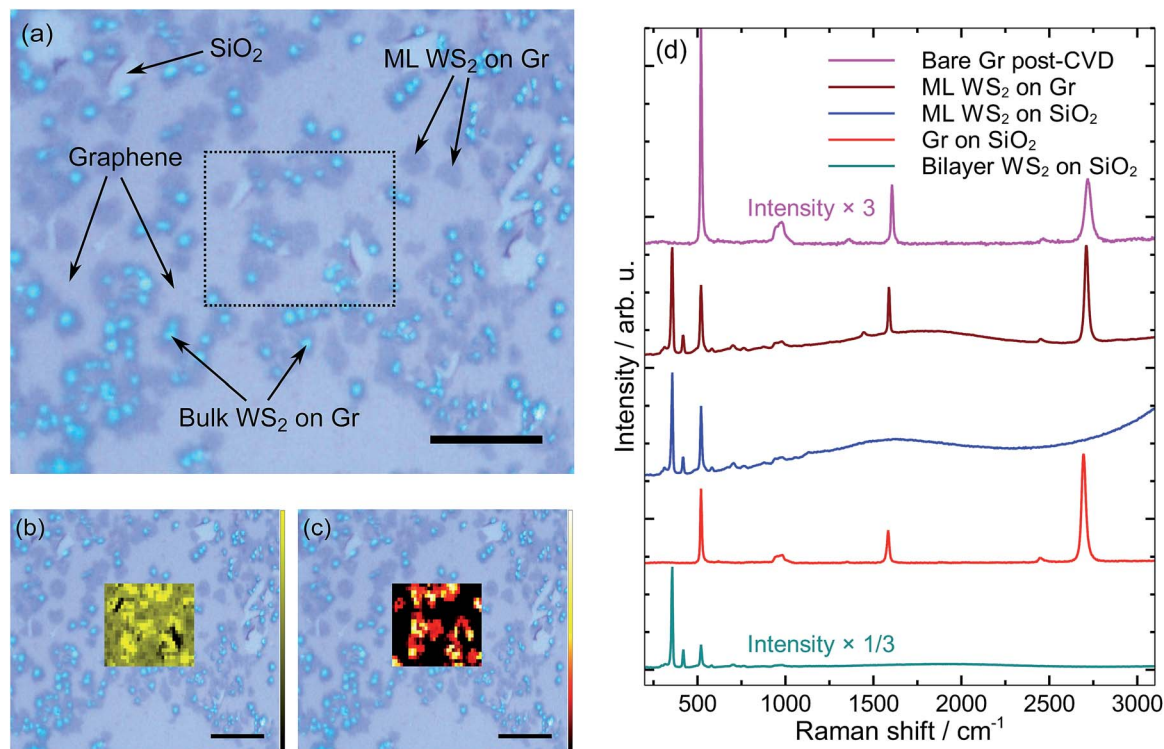 (a)
SiO₂
ML WS₂ on Gr
Graphene
Bulk WS₂ on Gr
(b)
(c)
(d)
Bare Gr post-CVD
ML WS₂ on Gr
ML WS₂ on SiO₂
Gr on SiO₂
Bilayer WS₂ on SiO₂
Intensity × 3
Intensity × 1/3
Intensity / arb. u.
500 1000 1500 2000 2500 3000
Raman shift / cm⁻¹